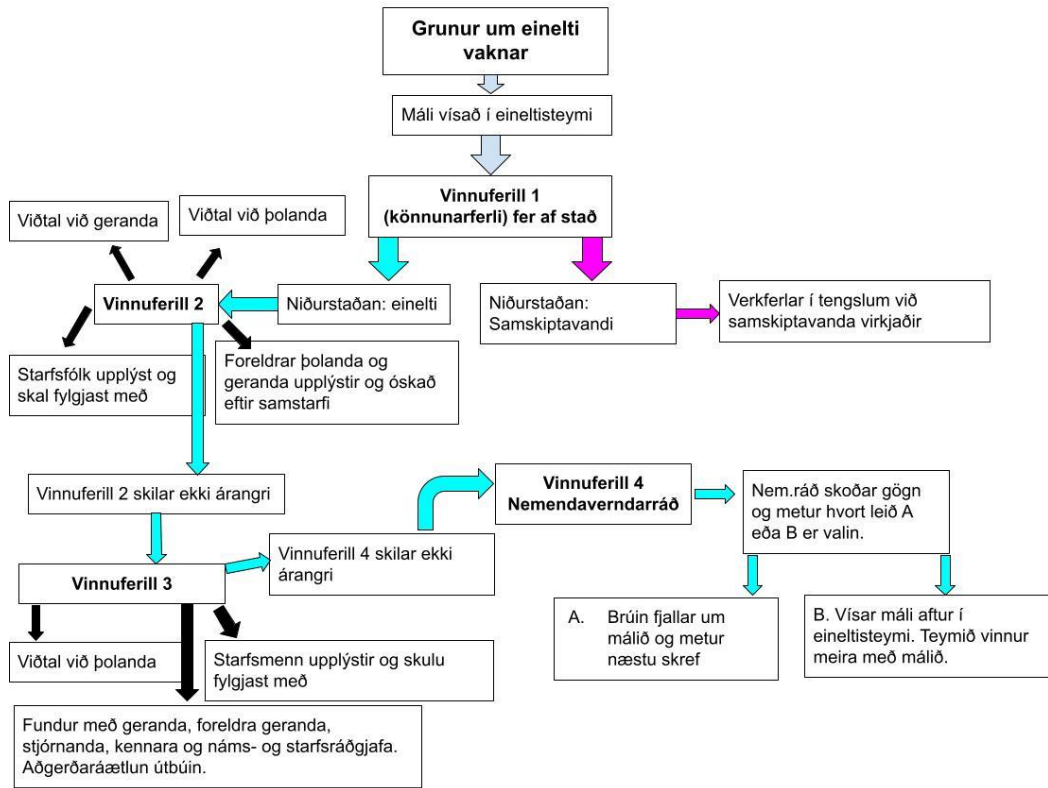 Grunur um einelti
vaknar
Máli vísað í eineltisteymi
Vinnuferill 1
(könnunarferli) fer af stað
Viðtal við geranda
Viðtal við þolanda
Vinnuferill 2
Niðurstaðan: einelti
Niðurstaðan:
Samskiptavandi
Verkferlar í tengslum við
samskiptavanda virkjaðir
Starfsfólk upplýst og
skal fylgjast með
Foreldrar þolanda og
geranda upplýstir og óskað
eftir samstarfi
Vinnuferill 2 skilar ekki árangri
Vinnuferill 3
Vinnuferill 4 skilar ekki
árangri
Vinnuferill 4
Nemendaverndarráð
Nem.ráð skoðar gögn
og metur hvort leið A
eða B er valin.
A. Brúin fjallar um
málið og metur
næstu skref
B. Vísar máli aftur í
eineltisteymi. Teymið vinnur
meira með málið.
Viðtal við þolanda
Starfsmenn upplýstir og skulu
fylgjast með
Fundur með geranda, foreldra geranda,
stjórnanda, kennara og náms- og starfsráðgjafa.
Aðgerðaráætlun útbúin.